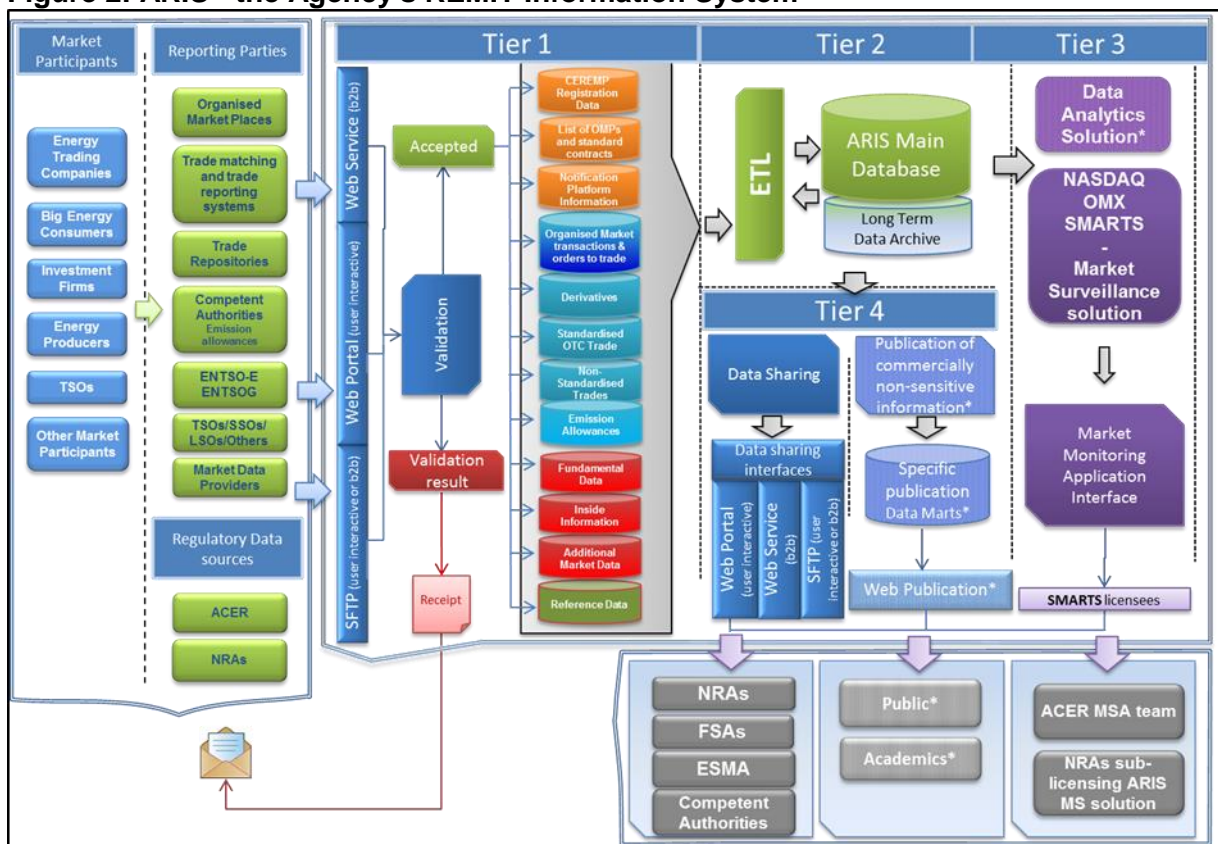 Figure 2: ARIS - the Agency's REMIT Information System
Market
Participants
Energy
Trading
Companies
Big Energy
Consumers
Investment
Firms
Energy
Producers
TSOs
Other Market
Participants
Reporting Parties
Organised
Market Places
Trade matching
and trade
reporting
systems
Trade
Repositories
Competent
Authorities
Emission
allowances
ENTSO-E
ENTSOG
TSOs/SSOs/
LSOs/Others
Market Data
Providers
Regulatory Data
sources
ACER
NRAs
Tier 1
Web Service (b2b)
Web Portal (user interactive)
SFTP (user interactive or b2b)
Accepted
Validation
Validation
result
Receipt
CEREMP
Registration
Data
List of OMPs
and standard
contracts
Notification
Platform
Information
Organised Market
transactions &
orders to trade
Derivatives
Standardised
OTC Trade
Non-
Standardised
Trades
Emission
Allowances
Fundamental
Data
Inside
Information
Additional
Market Data
Reference Data
Tier 2
ETL
ARIS Main
Database
Long Term
Data Archive
Tier 3
Data
Analytics
Solution*
NASDAQ
OMX
SMARTS
-
Market
Surveillance
solution
Market
Monitoring
Application
Interface
SMARTS licensees
Tier 4
Data Sharing
Data sharing
interfaces
Web Portal
(user interactive)
Web Service
(b2b)
SFTP (user
interactive or b2b)
Publication of
commercially
non-sensitive
information*
Specific
publication
Data Marts*
Web Publication*
NRAs
FSAs
ESMA
Competent
Authorities
Public*
Academics*
ACER MSA team
NRAs sub-
licensing ARIS
MS solution